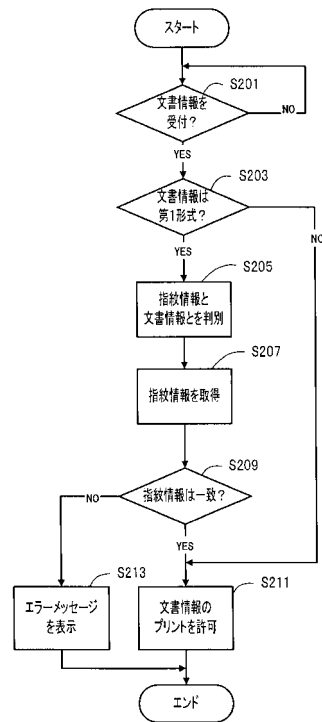 スタート
S201
文書情報を
受付？
NO
YES
S203
文書情報は
第1形式？
NO
YES
S205
指紋情報と
文書情報とを判別
S207
指紋情報を取得
S209
指紋情報は一致？
NO
YES
S213
エラーメッセージ
を表示
S211
文書情報の
プリントを許可
エンド